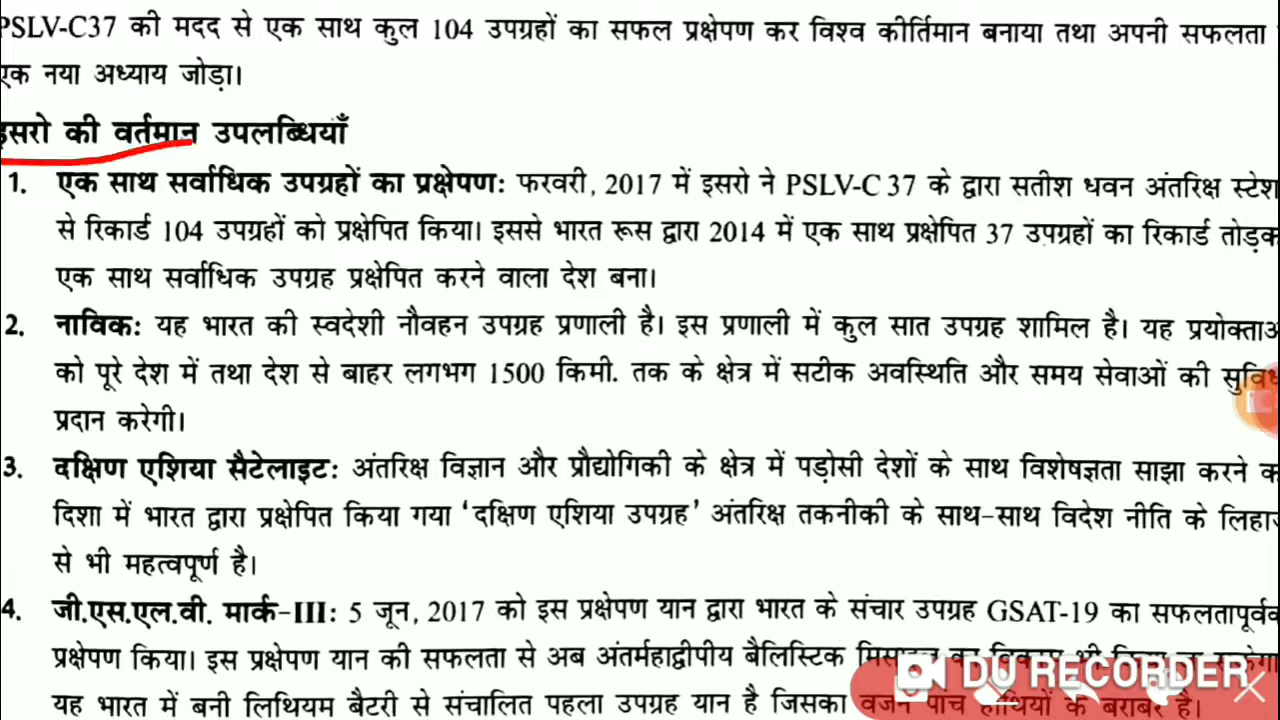 PSLV-C37 की मदद से एक साथ कुल 104 उपग्रहों का सफल प्रक्षेपण कर विश्व कीर्तिमान बनाया तथा अपनी सफलता
एक नया अध्याय जोड़ा।
इसरो की वर्तमान उपलब्धियाँ
1. एक साथ सर्वाधिक उपग्रहों का प्रक्षेपण: फरवरी, 2017 में इसरो ने PSLV-C 37 के द्वारा सतीश धवन अंतरिक्ष
से रिकार्ड 104 उपग्रहों को प्रक्षेपित किया। इससे भारत रूस द्वारा 2014 में एक साथ प्रक्षेपित 37 उपग्रहों का रिकार्ड
एक साथ सर्वाधिक उपग्रह प्रक्षेपित करने वाला देश बना।
2. नाविक: यह भारत की स्वदेशी नौवहन उपग्रह प्रणाली है। इस प्रणाली में कुल सात उपग्रह शामिल है। यह
को पूरे देश में तथा देश से बाहर लगभग 1500 किमी. तक के क्षेत्र में सटीक अवस्थिति और समय सेवाओं की
प्रदान करेगी।
3. दक्षिण एशिया सैटेलाइट: अंतरिक्ष विज्ञान और प्रौद्योगिकी के क्षेत्र में पड़ोसी देशों के साथ विशेषज्ञता साझा करने
दिशा में भारत द्वारा प्रक्षेपित किया गया 'दक्षिण एशिया उपग्रह' अंतरिक्ष तकनीकी के साथ-साथ विदेश नीति के
से भी महत्वपूर्ण है।
4. जी.एस.एल.वी. मार्क-III: 5 जून, 2017 को इस प्रक्षेपण यान द्वारा भारत के संचार उपग्रह GSAT-19 का
प्रक्षेपण किया। इस प्रक्षेपण यान की सफलता से अब अंतर्महाद्वीपीय बैलिस्टिक
यह भारत में बनी लिथियम बैटरी से संचालित पहला उपग्रह यान है जिसका वजन पांच हाथियों के बराबर है।
DU RECORDER